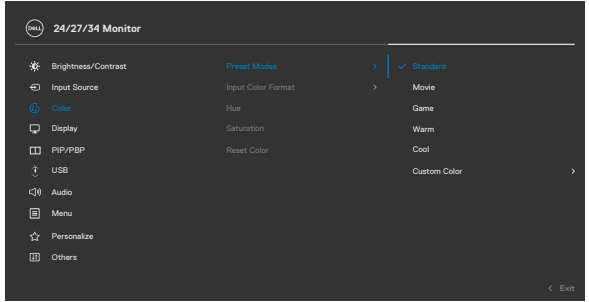 DELL 24/27/34 Monitor
Brightness/Contrast Preset Modes > ✓ Standard
Input Source Input Color Format > Movie
Color Hue Game
Display Saturation Warm
PIP/PBP Reset Color Cool
USB Custom Color >
Audio
Menu
Personalize
Others
< Exit